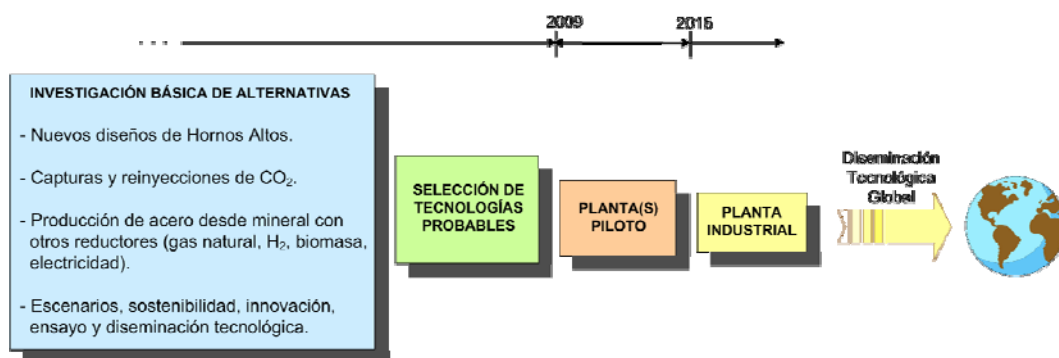 ...
2009
2015
INVESTIGACIÓN BÁSICA DE ALTERNATIVAS
- Nuevos diseños de Hornos Altos.
- Capturas y reinyecciones de CO₂.
- Producción de acero desde mineral con
otros reductores (gas natural, H₂, biomasa,
electricidad).
- Escenarios, sostenibilidad, innovación,
ensayo y diseminación tecnológica.
SELECCIÓN DE
TECNOLOGÍAS
PROBABLES
PLANTA(S)
PILOTO
PLANTA
INDUSTRIAL
Diseminación
Tecnológica
Global